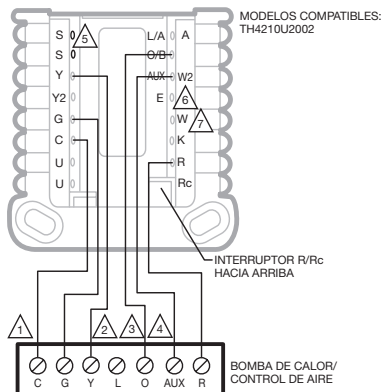 MODELOS COMPATIBLES:
TH4210U2002
S 5 L/A A
S O/B
Y AUX W2
Y2 E 6
G W 7
C K
U R
U Rc
INTERRUPTOR R/Rc
HACIA ARRIBA
1 2 3 4
C G Y L O AUX R
BOMBA DE CALOR/
CONTROL DE AIRE